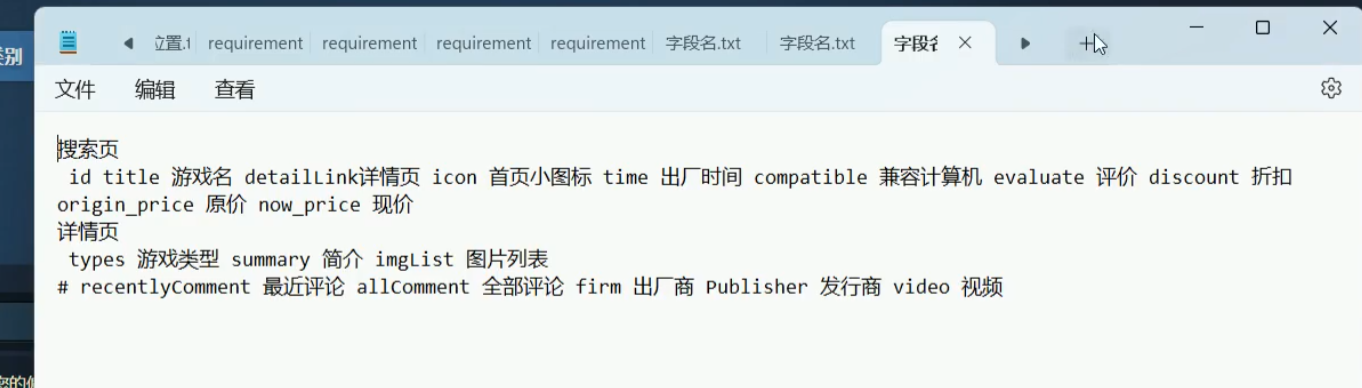 类别
位置.t requirement requirement requirement requirement 字段名.txt 字段名.txt 字段名
文件 编辑 查看
搜索页
id title 游戏名 detailLink详情页 icon 首页小图标 time 出厂时间 compatible 兼容计算机 evaluate 评价 discount 折扣
origin_price 原价 now_price 现价
详情页
types 游戏类型 summary 简介 imgList 图片列表
# recentlyComment 最近评论 allComment 全部评论 firm 出厂商 Publisher 发行商 video 视频
您的